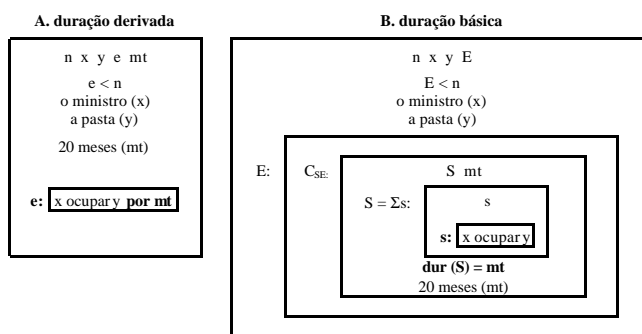 A. duração derivada
n x y e mt
e < n
o ministro (x)
a pasta (y)
20 meses (mt)
e: x ocupar y por mt
B. duração básica
n x y E
E < n
o ministro (x)
a pasta (y)
E: C_SE: S mt
S = Σs: s
s: x ocupar y
dur (S) = mt
20 meses (mt)